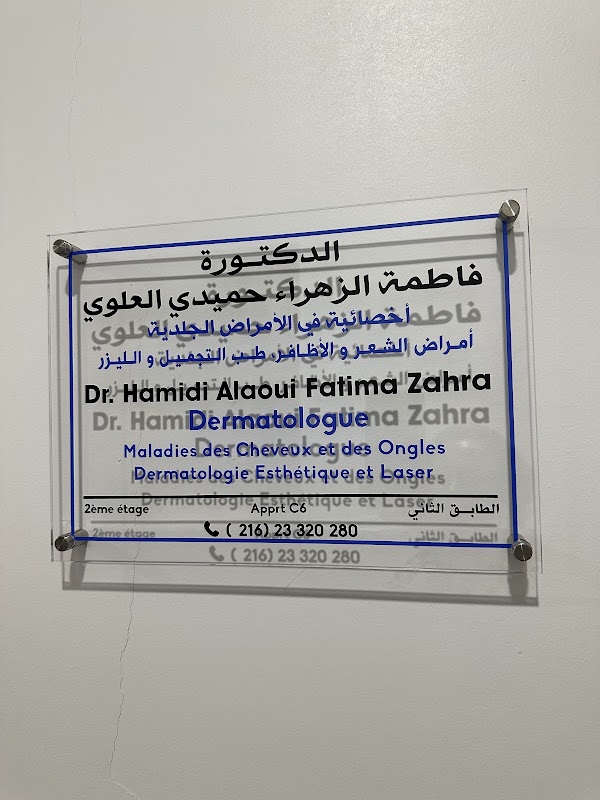 الدكتورة
فاطمة الزهراء حميدي العلوي
أخصائية في الأمراض الجلدية
أمراض الشعر و الأظافر، طب التجميل و الليزر
Dr. Hamidi Alaoui Fatima Zahra
Dermatologue
Maladies des Cheveux et des Ongles
Dermatologie Esthétique et Laser
2ème étage Apprt C6 الطابق الثاني
( 216) 23 320 280